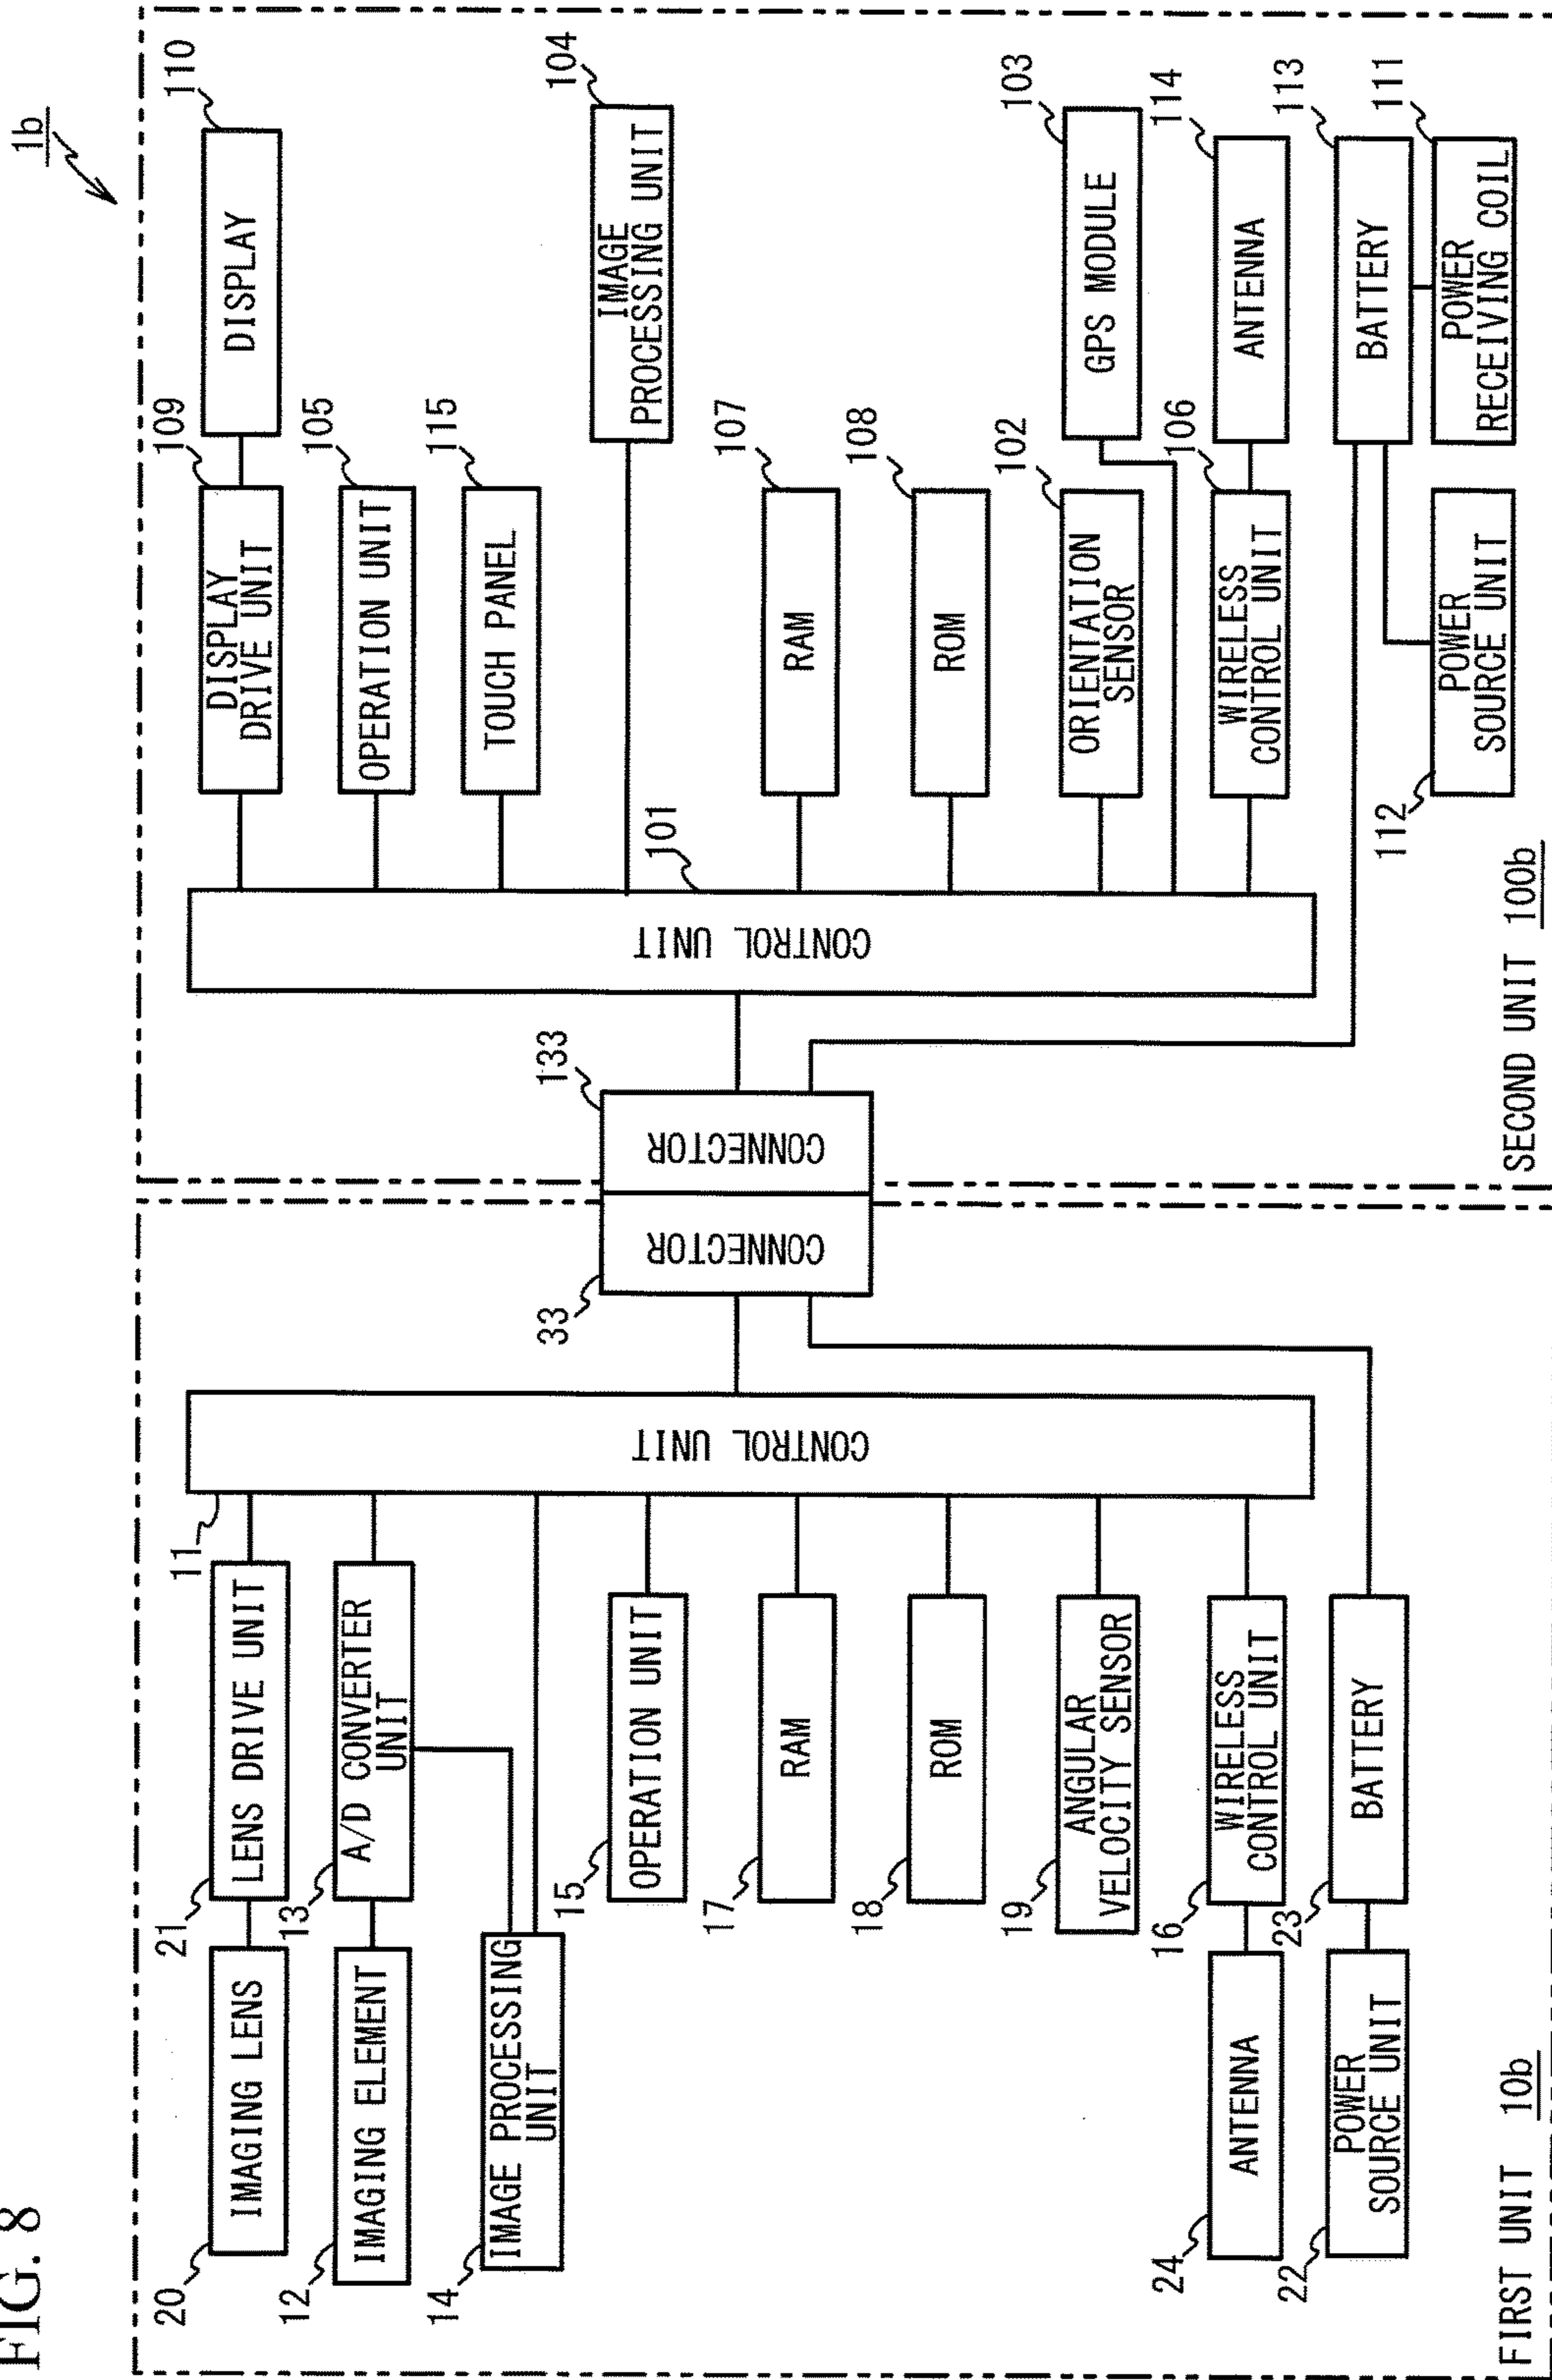 FIG. 8
1b
20
IMAGING LENS
21
LENS DRIVE UNIT
11
12
IMAGING ELEMENT
13
A/D CONVERTER
UNIT
14
IMAGE PROCESSING
UNIT
15
OPERATION UNIT
17
RAM
18
ROM
19
ANGULAR
VELOCITY SENSOR
24
ANTENNA
16
WIRELESS
CONTROL UNIT
22
POWER
SOURCE UNIT
23
BATTERY
CONTROL UNIT
33
CONNECTOR
FIRST UNIT 10b
133
CONNECTOR
CONTROL UNIT
101
109
DISPLAY
DRIVE UNIT
110
DISPLAY
105
OPERATION UNIT
115
TOUCH PANEL
104
IMAGE
PROCESSING UNIT
107
RAM
108
ROM
102
ORIENTATION
SENSOR
103
GPS MODULE
106
WIRELESS
CONTROL UNIT
114
ANTENNA
113
BATTERY
112
POWER
SOURCE UNIT
111
POWER
RECEIVING COIL
SECOND UNIT 100b